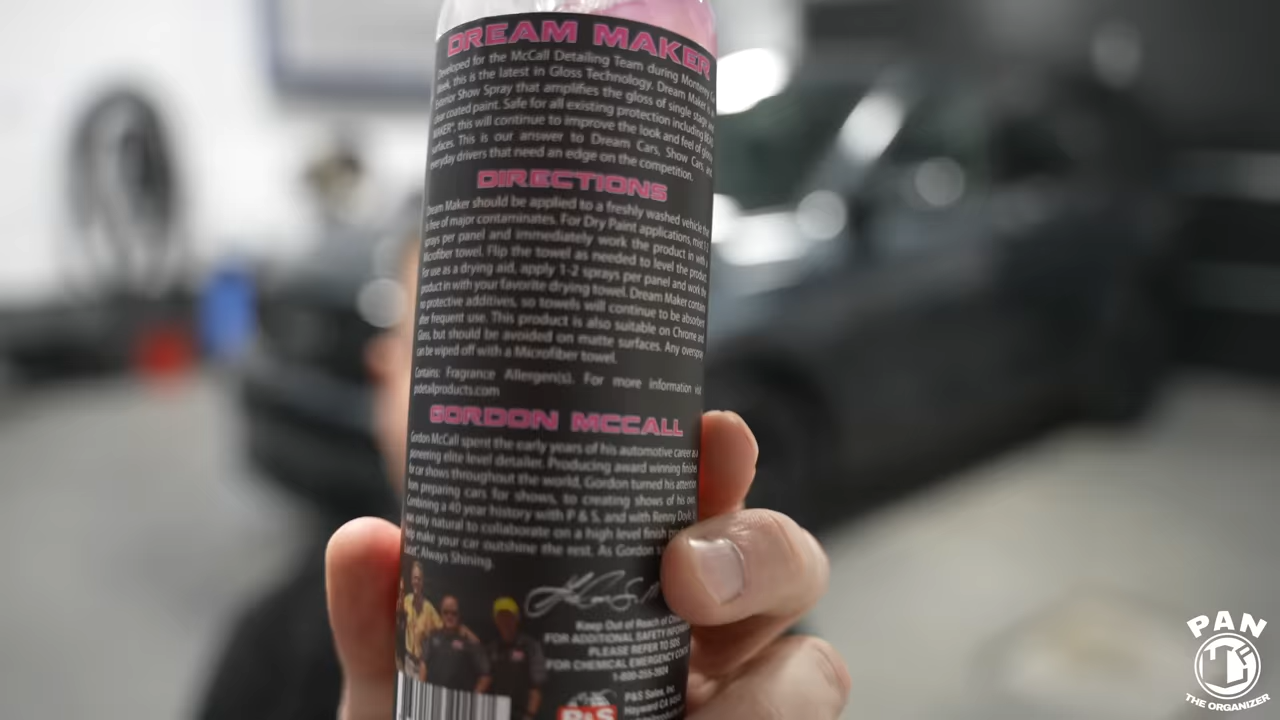 DREAM MAKER
Developed for the McCall Detailing Team during Monterey
Week, this is the latest in Gloss Technology. Dream Maker is
Exterior Show Spray that amplifies the gloss of single stage
clear coated paint. Safe for all existing protection including
this will continue to improve the look and feel of
surfaces. This is our answer to Dream Cars, Show Cars,
everyday drivers that need an edge on the competition.
DIRECTIONS
Dream Maker should be applied to a freshly washed vehicle
is free of major contaminates. For Dry Paint applications, mist
sprays per panel and immediately work the product in with
Microfiber towel. Flip the towel as needed to level the product.
For use as a drying aid, apply 1-2 sprays per panel and work the
product in with your favorite drying towel. Dream Maker contain
no protective additives, so towels will continue to be absorbent
after frequent use. This product is also suitable on Chrome and
Glass, but should be avoided on matte surfaces. Any overspray
can be wiped off with a Microfiber towel.
Contains: Fragrance Allergen(s). For more information
psdetailproducts.com
GORDON MCCALL
Gordon McCall spent the early years of his automotive career as
pioneering elite level detailer. Producing award winning finishes
for car shows throughout the world, Gordon turned his attention
from preparing cars for shows, to creating shows of his own.
Combining a 40 year history with P & S, and with Renny Doyle
was only natural to collaborate on a high level finish
help make your car outshine the rest. As Gordon
Always Shining.
Keep Out of Reach of
FOR ADDITIONAL SAFETY
PLEASE REFER TO SDS
FOR CHEMICAL EMERGENCY
P&S Sales, Inc.
Hayward CA
P&S
PAN
THE ORGANIZER